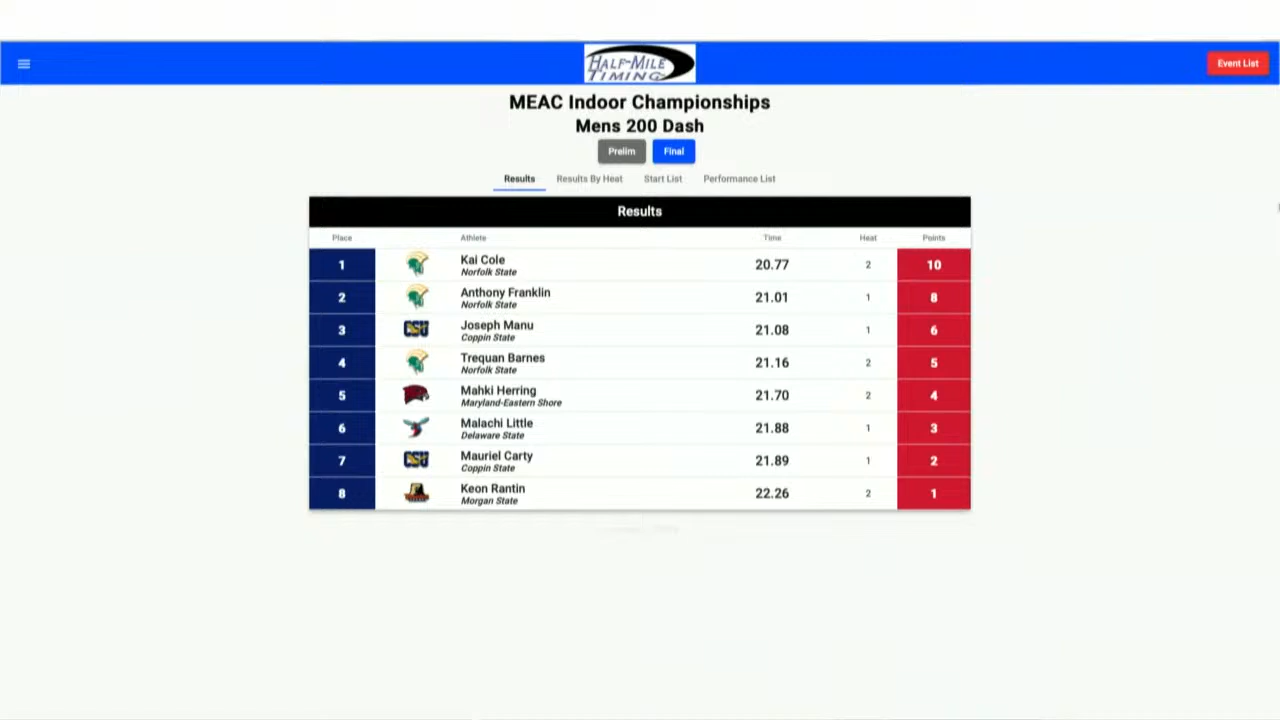 HALF-MILE
TIMING
Event List
MEAC Indoor Championships
Mens 200 Dash
Prelim Final
Results Results By Heat Start List Performance List
Results
Place Athlete Time Heat Points
1 Kai Cole 20.77 2 10
Norfolk State
2 Anthony Franklin 21.01 1 8
Norfolk State
3 CSU Joseph Manu 21.08 1 6
Coppin State
4 Trequan Barnes 21.16 2 5
Norfolk State
5 Mahki Herring 21.70 2 4
Maryland-Eastern Shore
6 Malachi Little 21.88 1 3
Delaware State
7 CSU Mauriel Carty 21.89 1 2
Coppin State
8 Keon Rantin 22.26 2 1
Morgan State